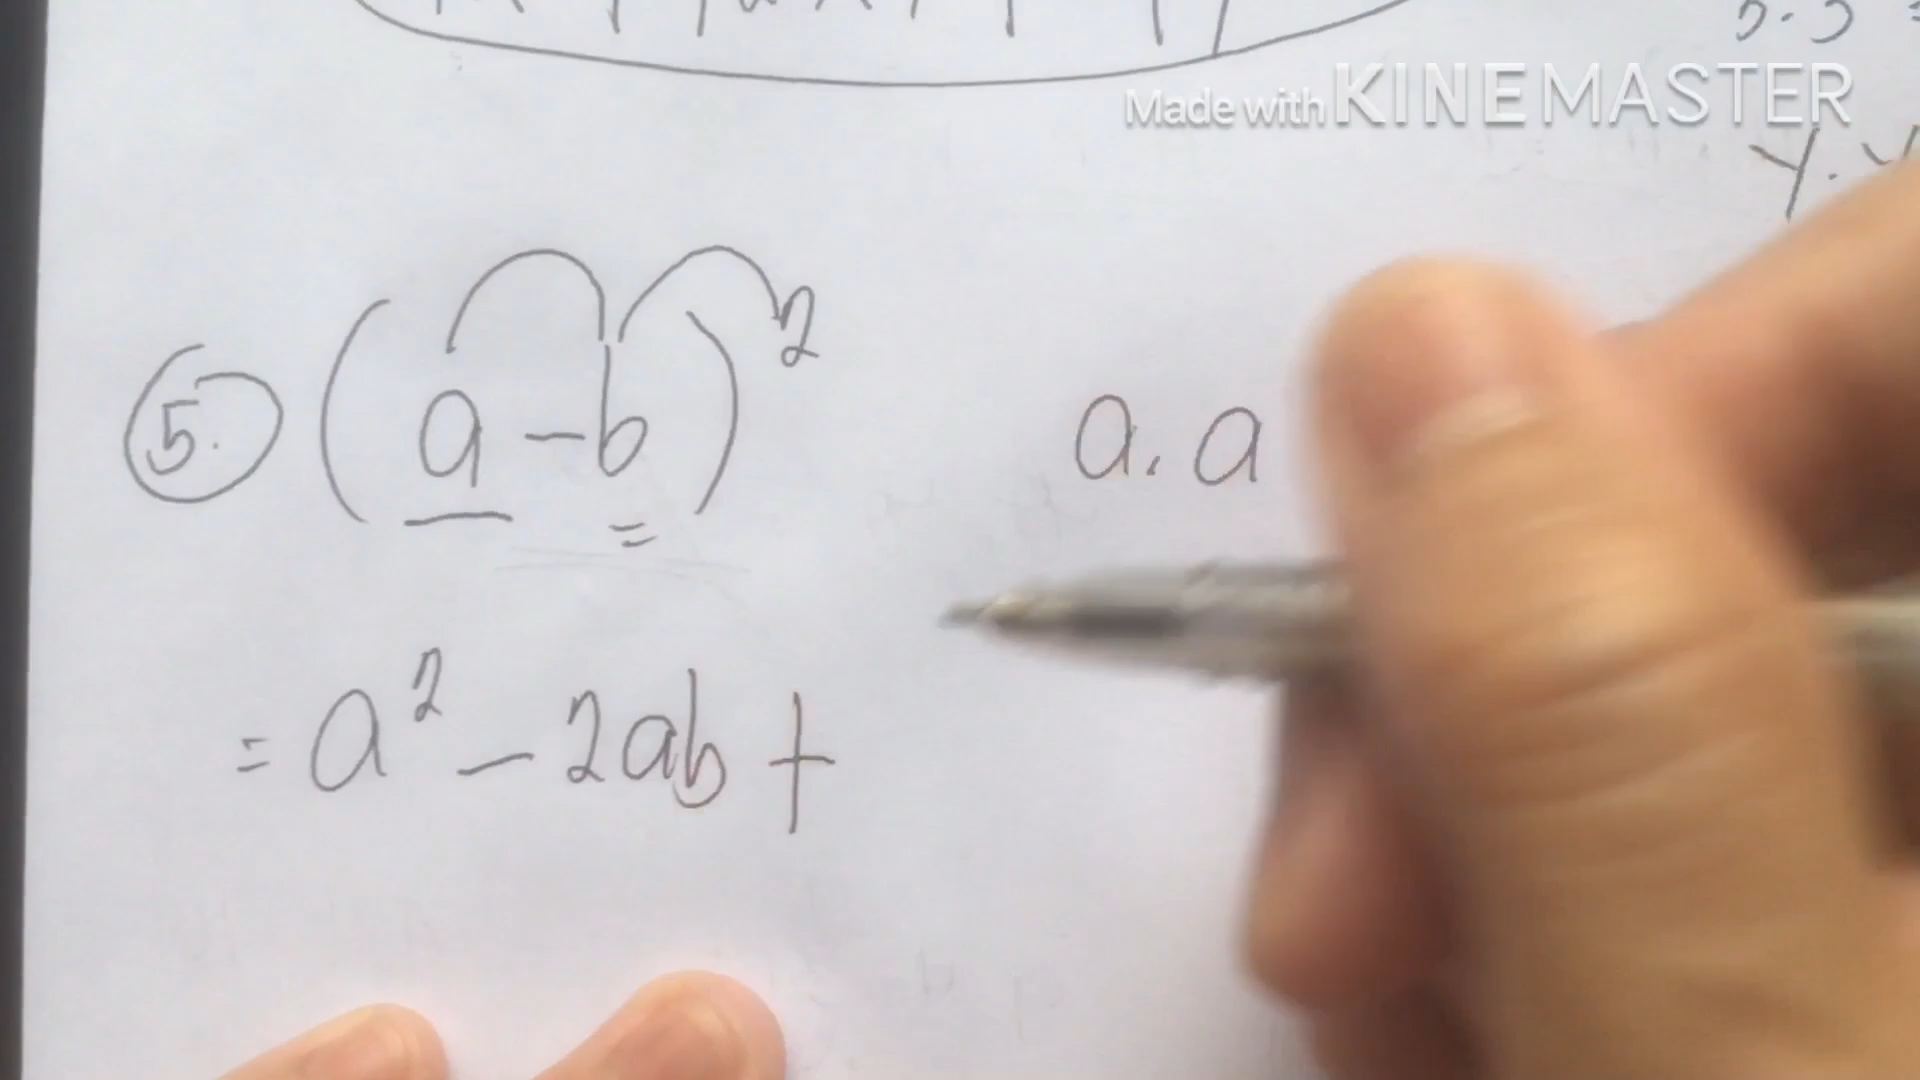 Made with KINEMASTER
5. (a - b)²
a. a
= a² - 2ab +